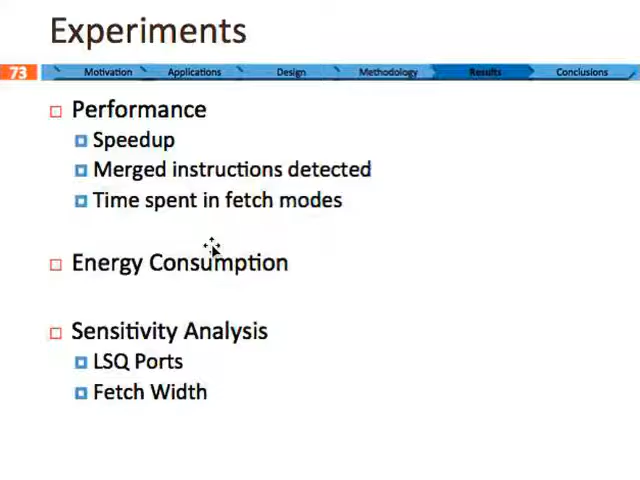 Experiments
73
Motivation Applications Design Methodology Results Conclusions
Performance
Speedup
Merged instructions detected
Time spent in fetch modes
Energy Consumption
Sensitivity Analysis
LSQ Ports
Fetch Width